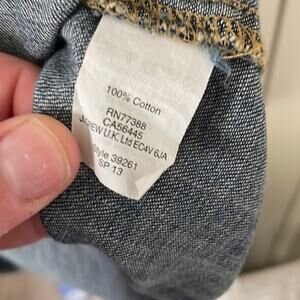 100% Cotton
RN77388
CA56445
J.CREW U.K. Ltd EC4V 6JA
Style 39261
SP 13